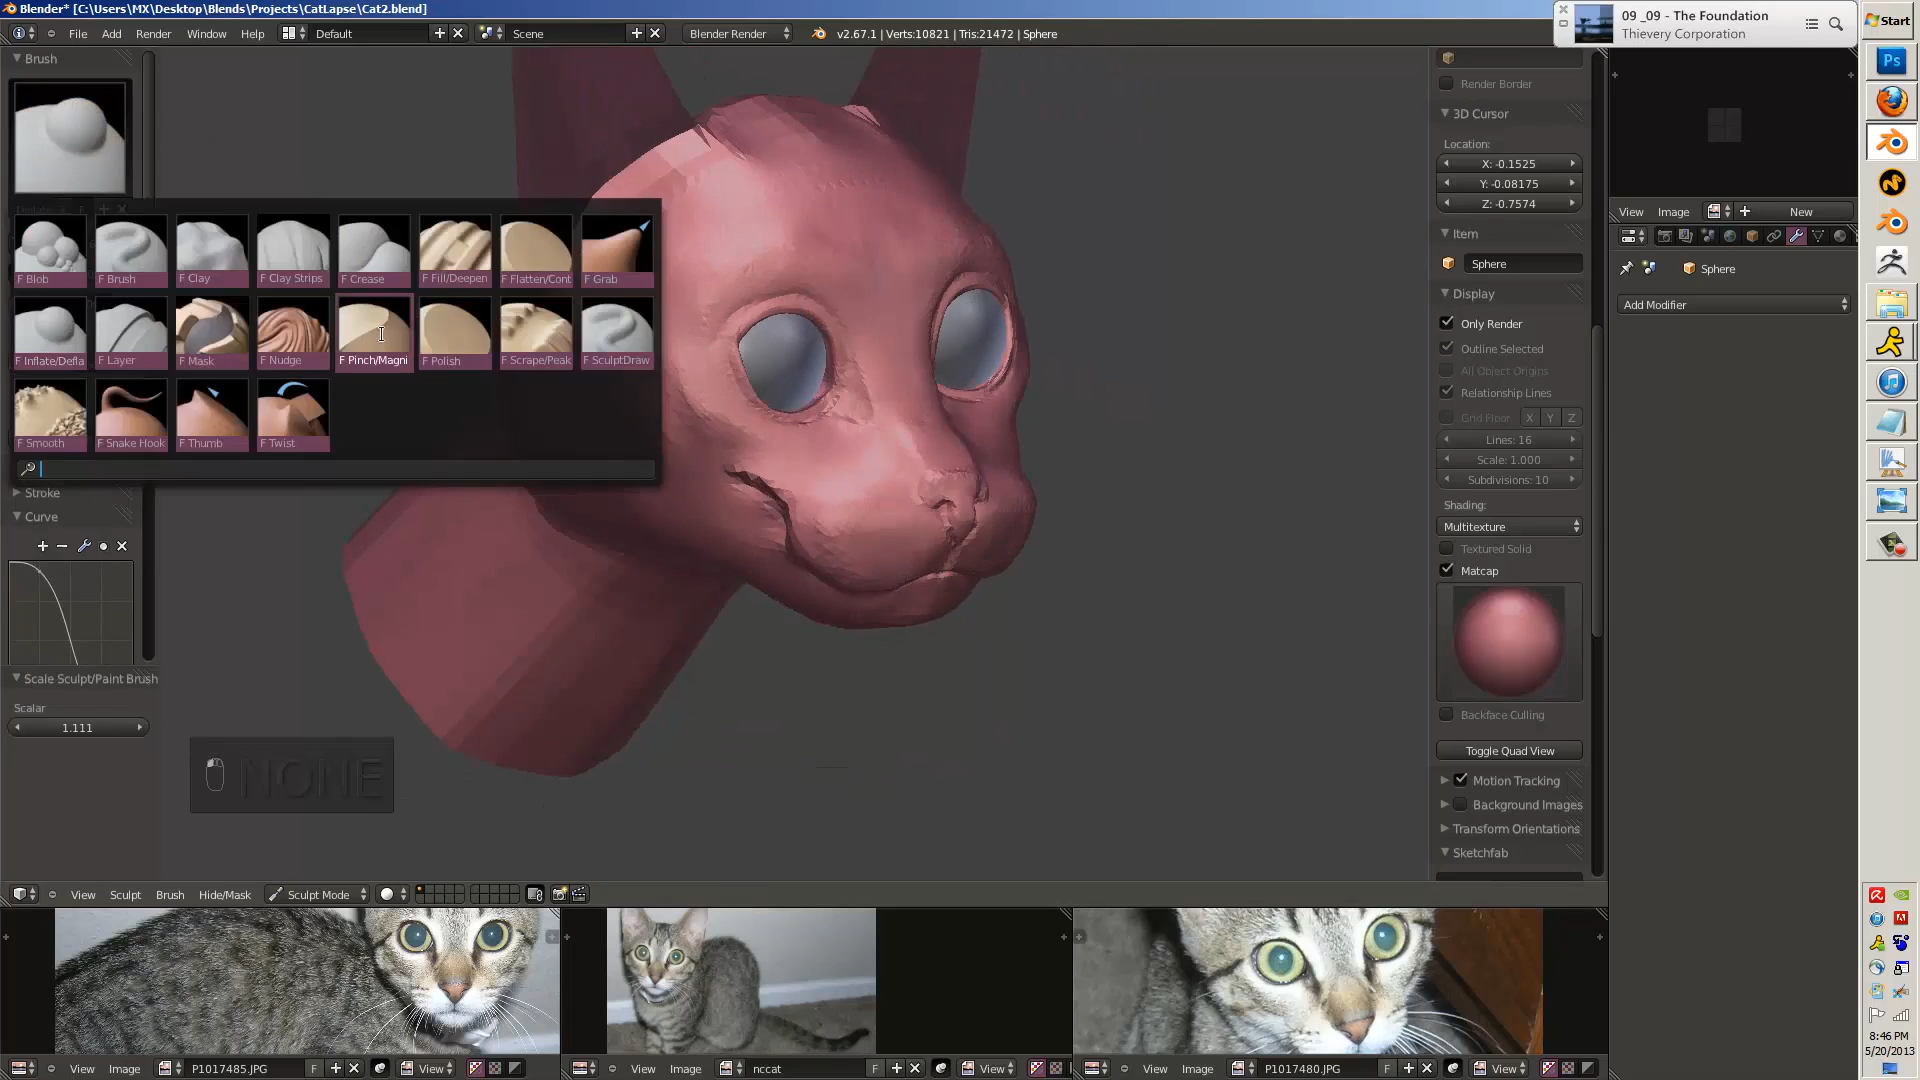 Blender* [C:\Users\MX\Desktop\Blends\Projects\CatLapse\Cat2.blend]
File Add Render Window Help Default Scene Blender Render v2.67.1 | Verts:10821 | Tris:21472 | Sphere
09 _09 - The Foundation
Thievery Corporation
Start
Brush
F Blob F Brush F Clay F Clay Strips F Crease F Fill/Deepen F Flatten/Cont F Grab
F Inflate/Defla F Layer F Mask F Nudge F Pinch/Magni F Polish F Scrape/Peak F SculptDraw
F Smooth F Snake Hook F Thumb F Twist
Stroke
Curve
Scale Sculpt/Paint Brush
Scalar
1.111
NONE
Render Border
3D Cursor
Location:
X: -0.1525
Y: -0.08175
Z: -0.7574
Item
Sphere
Display
Only Render
Outline Selected
All Object Origins
Relationship Lines
Grid Floor X Y Z
Lines: 16
Scale: 1.000
Subdivisions: 10
Shading:
Multitexture
Textured Solid
Matcap
Backface Culling
Toggle Quad View
Motion Tracking
Background Images
Transform Orientations
Sketchfab
View Image New
Sphere
Add Modifier
Ps
View Sculpt Brush Hide/Mask Sculpt Mode
View Image P1017485.JPG F View
View Image nccat F View
View Image P1017480.JPG F View
8:46 PM
5/20/2013